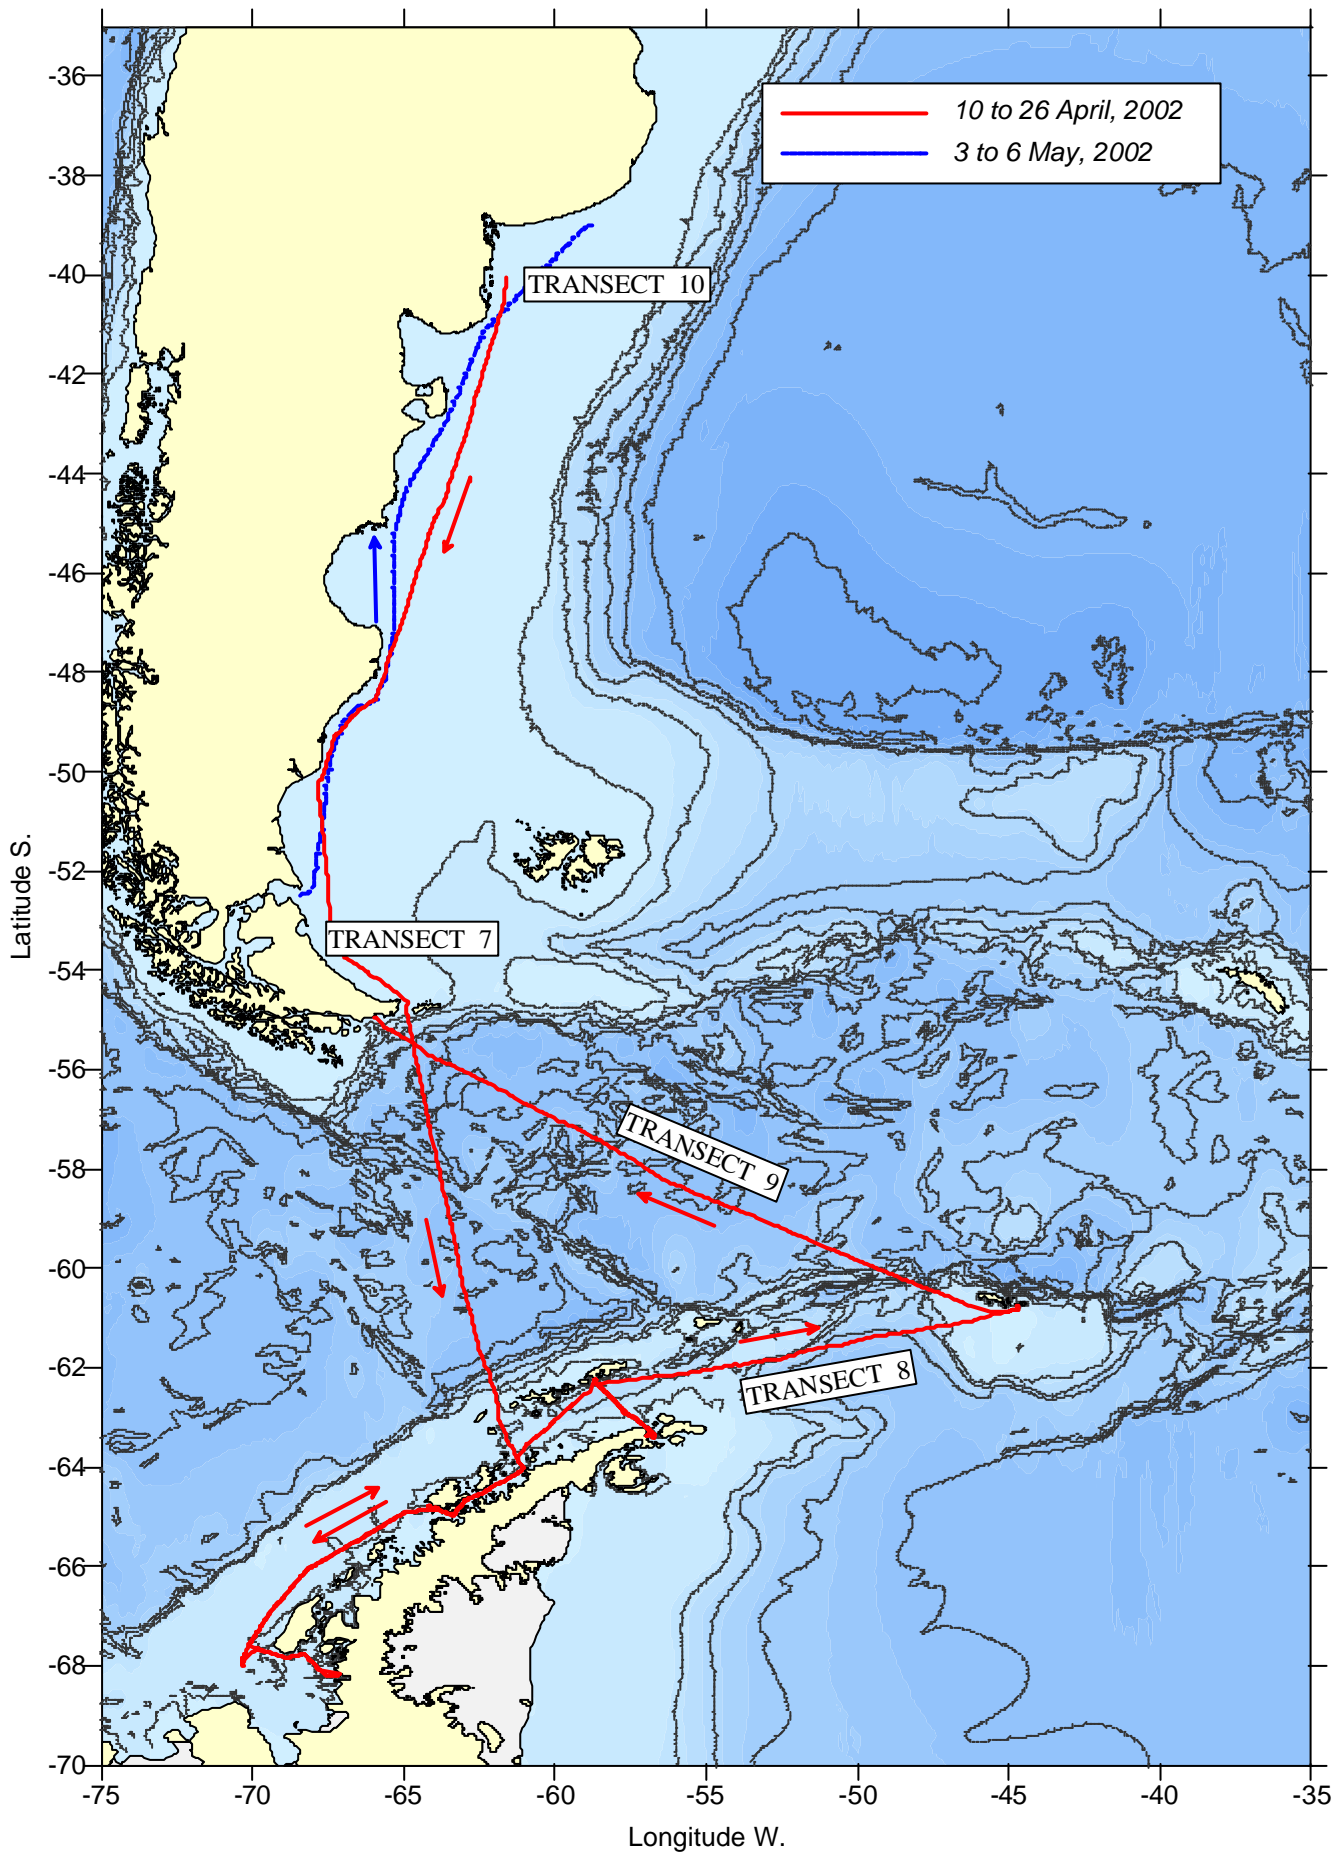 10 to 26 April, 2002
3 to 6 May, 2002
TRANSECT 10
TRANSECT 7
TRANSECT 9
TRANSECT 8
Latitude S.
-36
-38
-40
-42
-44
-46
-48
-50
-52
-54
-56
-58
-60
-62
-64
-66
-68
-70
-75 -70 -65 -60 -55 -50 -45 -40 -35
Longitude W.